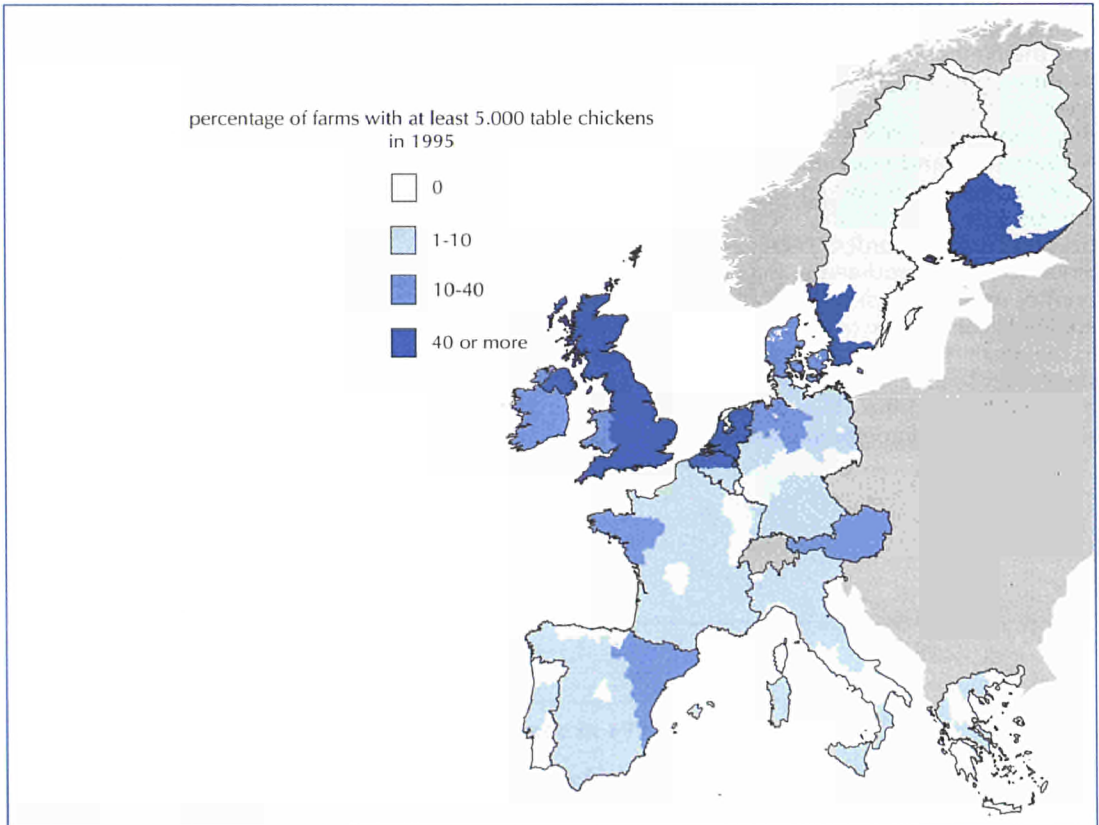 percentage of farms with at least 5.000 table chickens
in 1995
0
1-10
10-40
40 or more